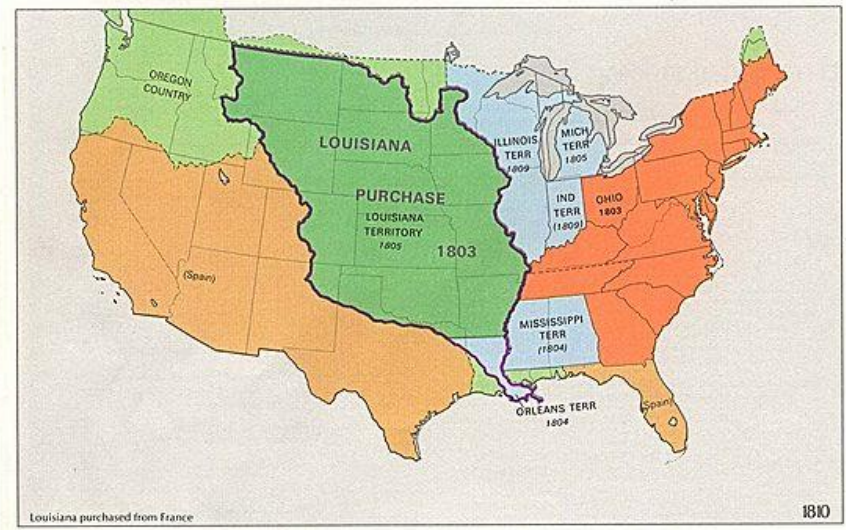 OREGON
COUNTRY
LOUISIANA
PURCHASE
LOUISIANA
TERRITORY
1805
1803
ILLINOIS
TERR
1809
MICH
TERR
1805
IND
TERR
(1809)
OHIO
1803
(Spain)
MISSISSIPPI
TERR
(1804)
ORLEANS TERR
1804
(Spain)
Louisiana purchased from France
1810